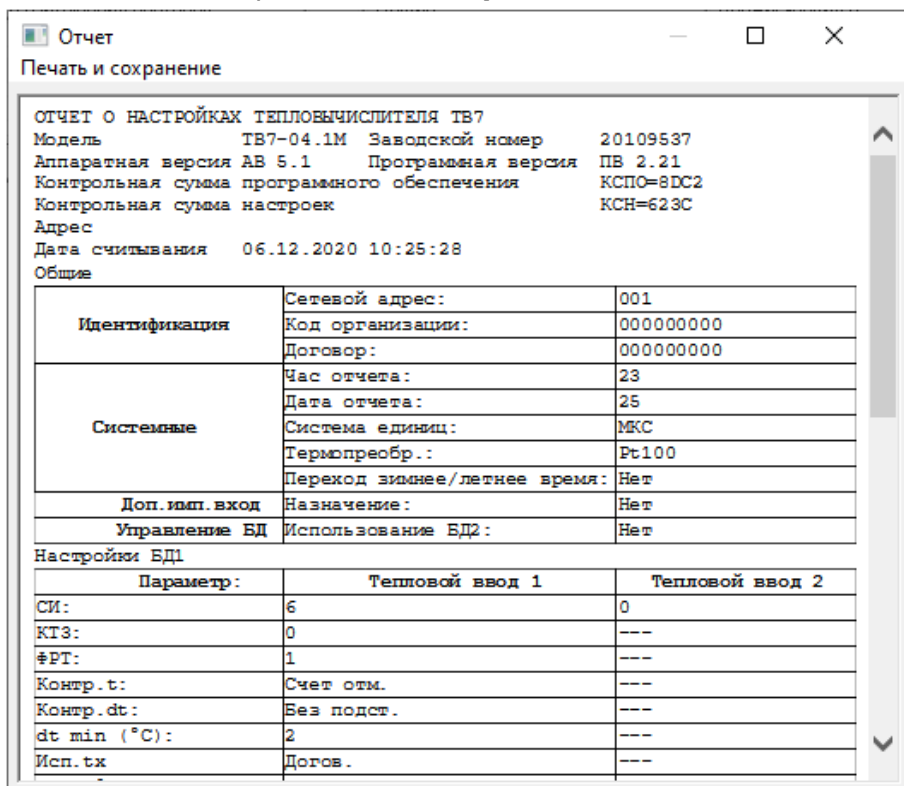 Отчет
Печать и сохранение
ОТЧЕТ О НАСТРОЙКАХ ТЕПЛОВЫЧИСЛИТЕЛЯ ТВ7
Модель ТВ7-04.1М Заводской номер 20109537
Аппаратная версия АВ 5.1 Программная версия ПВ 2.21
Контрольная сумма программного обеспечения КСПО=8DC2
Контрольная сумма настроек КСН=623C
Адрес
Дата считывания 06.12.2020 10:25:28
Общие
Идентификация Сетевой адрес: 001
Код организации: 000000000
Договор: 000000000
Системные Час отчета: 23
Дата отчета: 25
Система единиц: МКС
Термопреобр.: Pt100
Переход зимнее/летнее время: Нет
Доп.имп.вход Назначение: Нет
Управление БД Использование БД2: Нет
Настройки БД1
Параметр: Тепловой ввод 1 Тепловой ввод 2
СИ: 6 0
КТ3: 0 ---
ФРТ: 1 ---
Контр.t: Счет отм. ---
Контр.dt: Без подст. ---
dt min (°C): 2 ---
Исп.tx Догов. ---